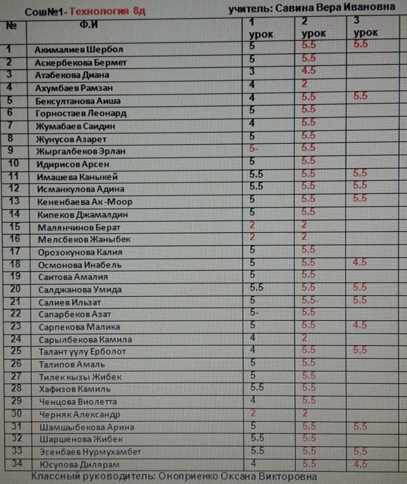 Сош№1- Технология 8д учитель: Савина Вера Ивановна
№ Ф.И 1 урок 2 урок 3 урок
1 Акималиев Шербол 5 5.5 5.5
2 Аскербекова Бермет 5 5.5
3 Атабекова Диана 3 4.5
4 Ахумбаев Рамзан 4 2
5 Бексултанова Аиша 4 5.5 5.5
6 Горностаев Леонард 5 5.5
7 Жумабаев Саидин 4 5.5
8 Жунусов Азарет 5 5.5
9 Жыргалбеков Эрлан 5- 5.5
10 Идирисов Арсен 5 5.5
11 Имашева Каныкей 5.5 5.5 5.5
12 Исманкулова Адина 5.5 5.5 5.5
13 Кененбаева Ак-Моор 5 5.5 5.5
14 Кипеков Джамалдин 5 5.5
15 Малянчинов Берат 2 2
16 Мелсбеков Жаныбек 2 2
17 Орозокунова Калия 5 5.5
18 Осмонова Инабель 5 5.5 4.5
19 Саитова Амалия 5 5.5
20 Салджанова Умида 5.5 5.5 5.5
21 Салиев Ильзат 5 5.5- 5.5
22 Сапарбеков Азат 5- 5.5
23 Сарпекова Малика 5 5.5 4.5
24 Сарылбекова Камила 4 2
25 Талант уулу Ерболот 4 5.5 5.5
26 Талипов Амаль 5 5.5
27 Тилек кызы Жибек 5 5.5
28 Хафизов Камиль 5.5 5.5
29 Ченцова Виолетта 4 5.5
30 Черняк Александр 2 2
31 Шамшыбекова Арина 5 5.5 5.5
32 Шаршенова Жибек 5.5 5.5
33 Эсенбаев Нурмухамбет 5.5 5.5 5.5
34 Юсупова Дилярам 4 5.5 4.5
Классный руководитель: Оноприенко Оксана Викторовна